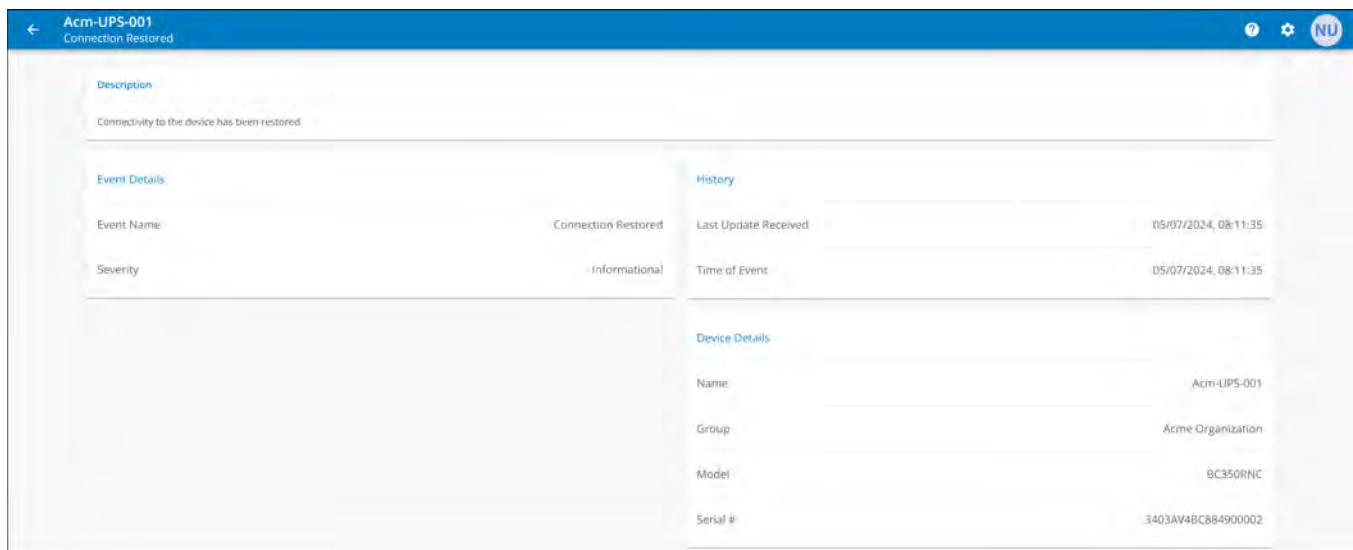 Acm-UPS-001
Connection Restored
NU
Description
Connectivity to the device has been restored
Event Details
Event Name Connection Restored
Severity Informational
History
Last Update Received 05/07/2024, 08:11:35
Time of Event 05/07/2024, 08:11:35
Device Details
Name Acm-UPS-001
Group Acme Organization
Model BC350RNC
Serial # 3403AV4BC884900002